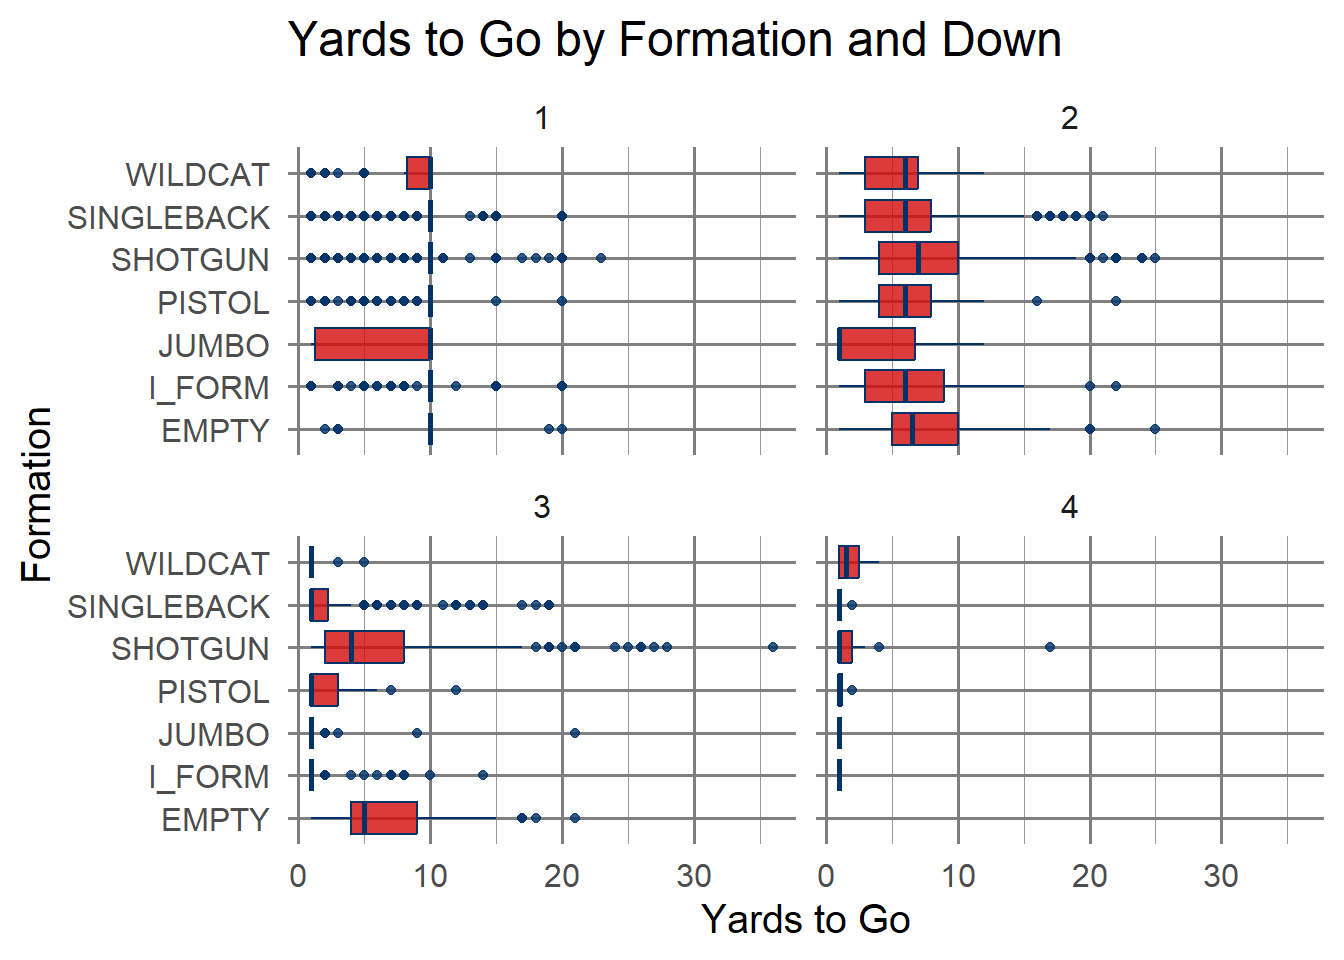 Yards to Go by Formation and Down
1
2
WILDCAT
SINGLEBACK
SHOTGUN
PISTOL
JUMBO
I_FORM
EMPTY
Formation
3
4
WILDCAT
SINGLEBACK
SHOTGUN
PISTOL
JUMBO
I_FORM
EMPTY
0 10 20 30
0 10 20 30
Yards to Go